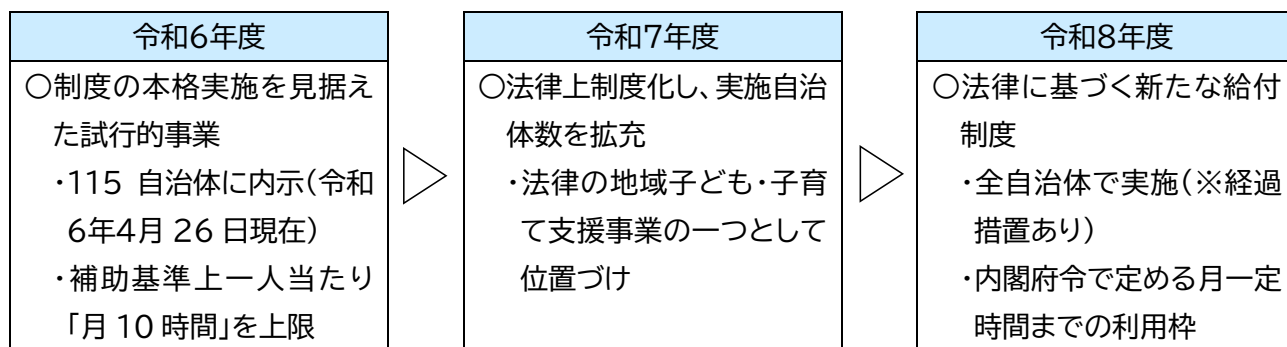 令和6年度
〇制度の本格実施を見据え
た試行的事業
・115 自治体に内示(令和
6年4月 26 日現在)
・補助基準上一人当たり
「月 10 時間」を上限
令和7年度
〇法律上制度化し、実施自治
体数を拡充
・法律の地域子ども・子育
て支援事業の一つとして
位置づけ
令和8年度
〇法律に基づく新たな給付
制度
・全自治体で実施(※経過
措置あり)
・内閣府令で定める月一定
時間までの利用枠